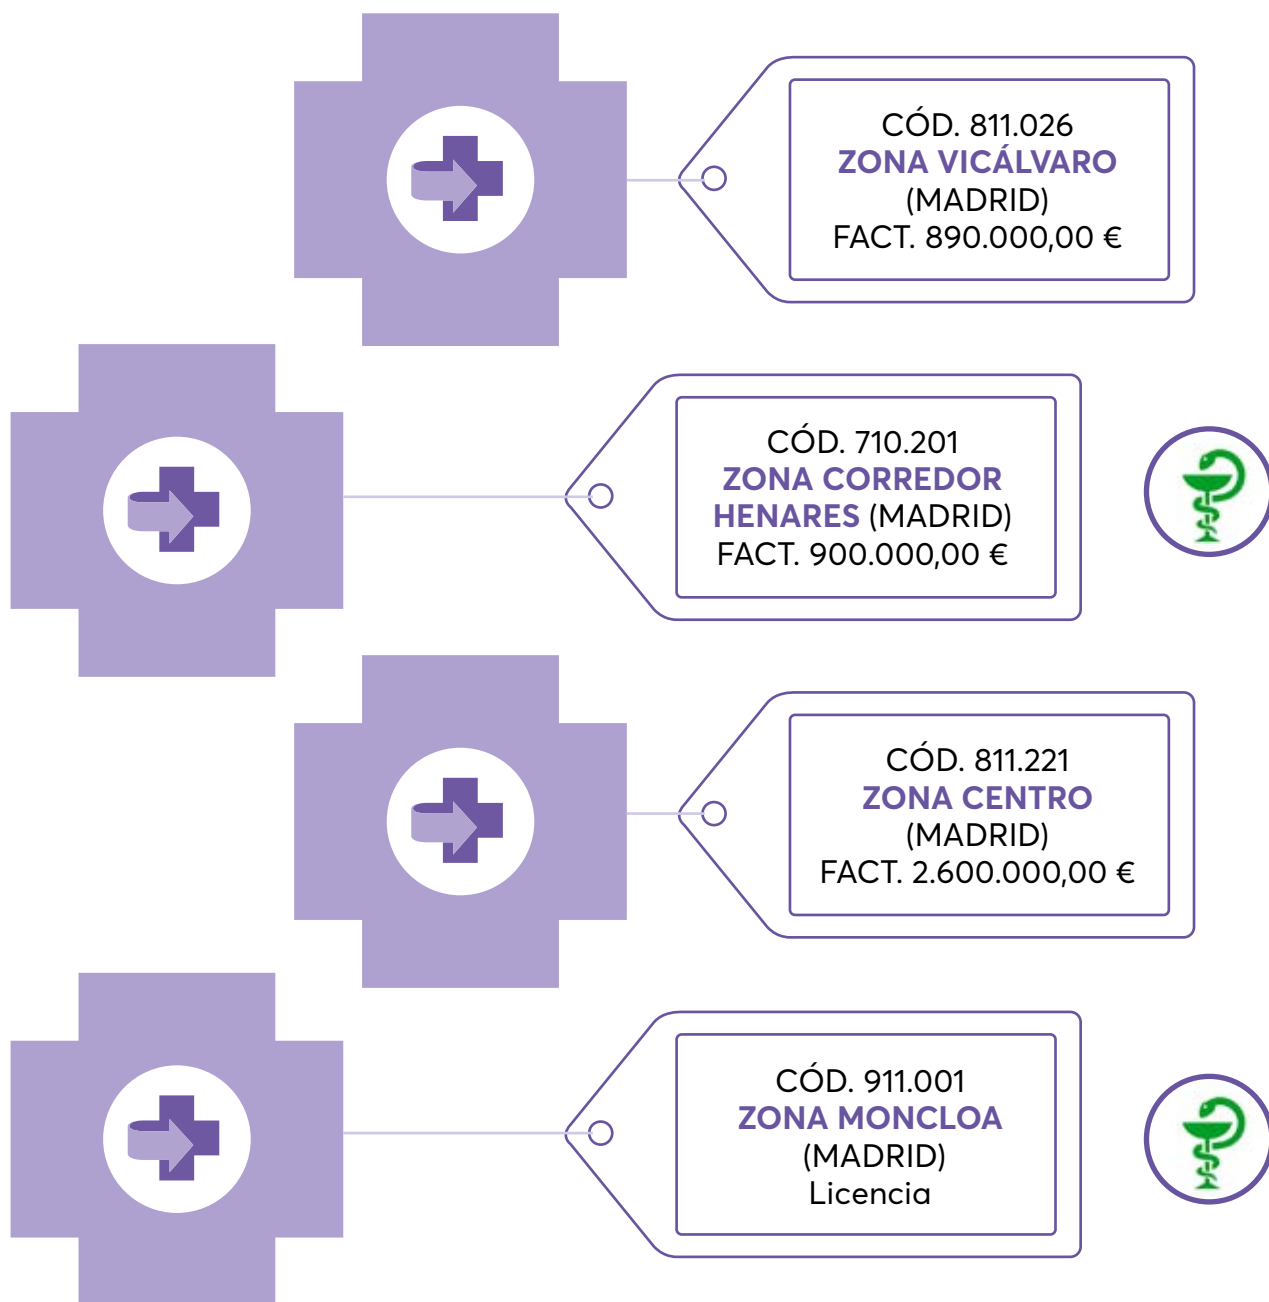 CÓD. 811.026
ZONA VICÁLVARO
(MADRID)
FACT. 890.000,00 €
CÓD. 710.201
ZONA CORREDOR
HENARES (MADRID)
FACT. 900.000,00 €
CÓD. 811.221
ZONA CENTRO
(MADRID)
FACT. 2.600.000,00 €
CÓD. 911.001
ZONA MONCLOA
(MADRID)
Licencia